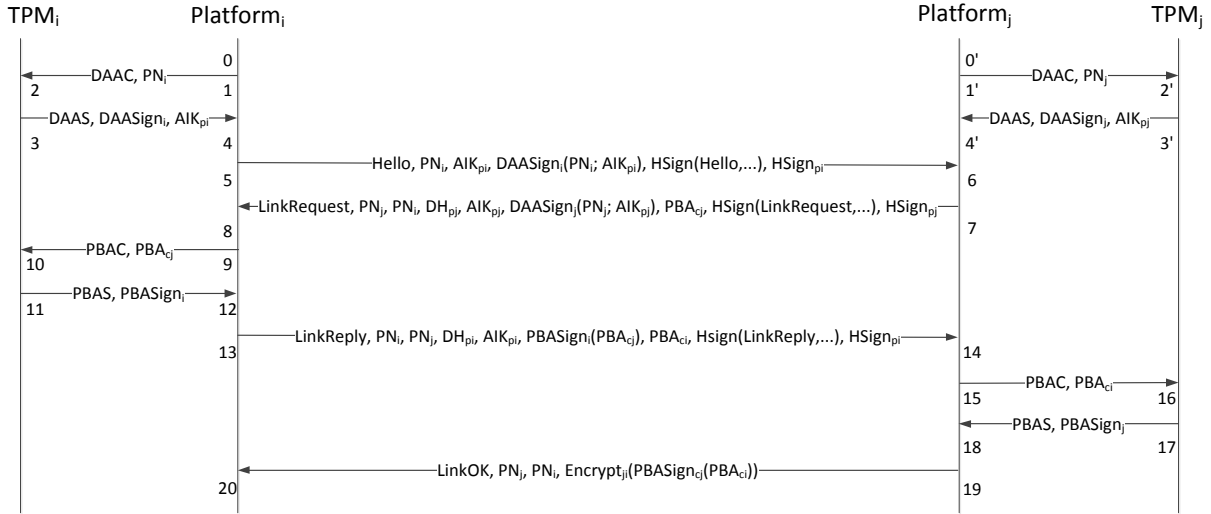 TPMi Platformi Platformj TPMj
0 0'
DAAC, PNi DAAC, PNj
2 1 1' 2'
DAAS, DAASigni, AIKpi DAAS, DAASignj, AIKpj
3 4 4' 3'
Hello, PNi, AIKpi, DAASigni(PNi; AIKpi), HSign(Hello,...), HSignpi
5 6
LinkRequest, PNj, PNi, DHpj, AIKpj, DAASignj(PNj; AIKpj), PBAcj, HSign(LinkRequest,...), HSignpj
8 7
PBAC, PBAcj
10 9
PBAS, PBASigni
11 12
LinkReply, PNi, PNj, DHpi, AIKpi, PBASigni(PBAcj), PBAci, Hsign(LinkReply,...), HSignpi
13 14
PBAC, PBAci
15 16
PBAS, PBASignj
18 17
LinkOK, PNj, PNi, Encryptji(PBASigncj(PBAci))
20 19